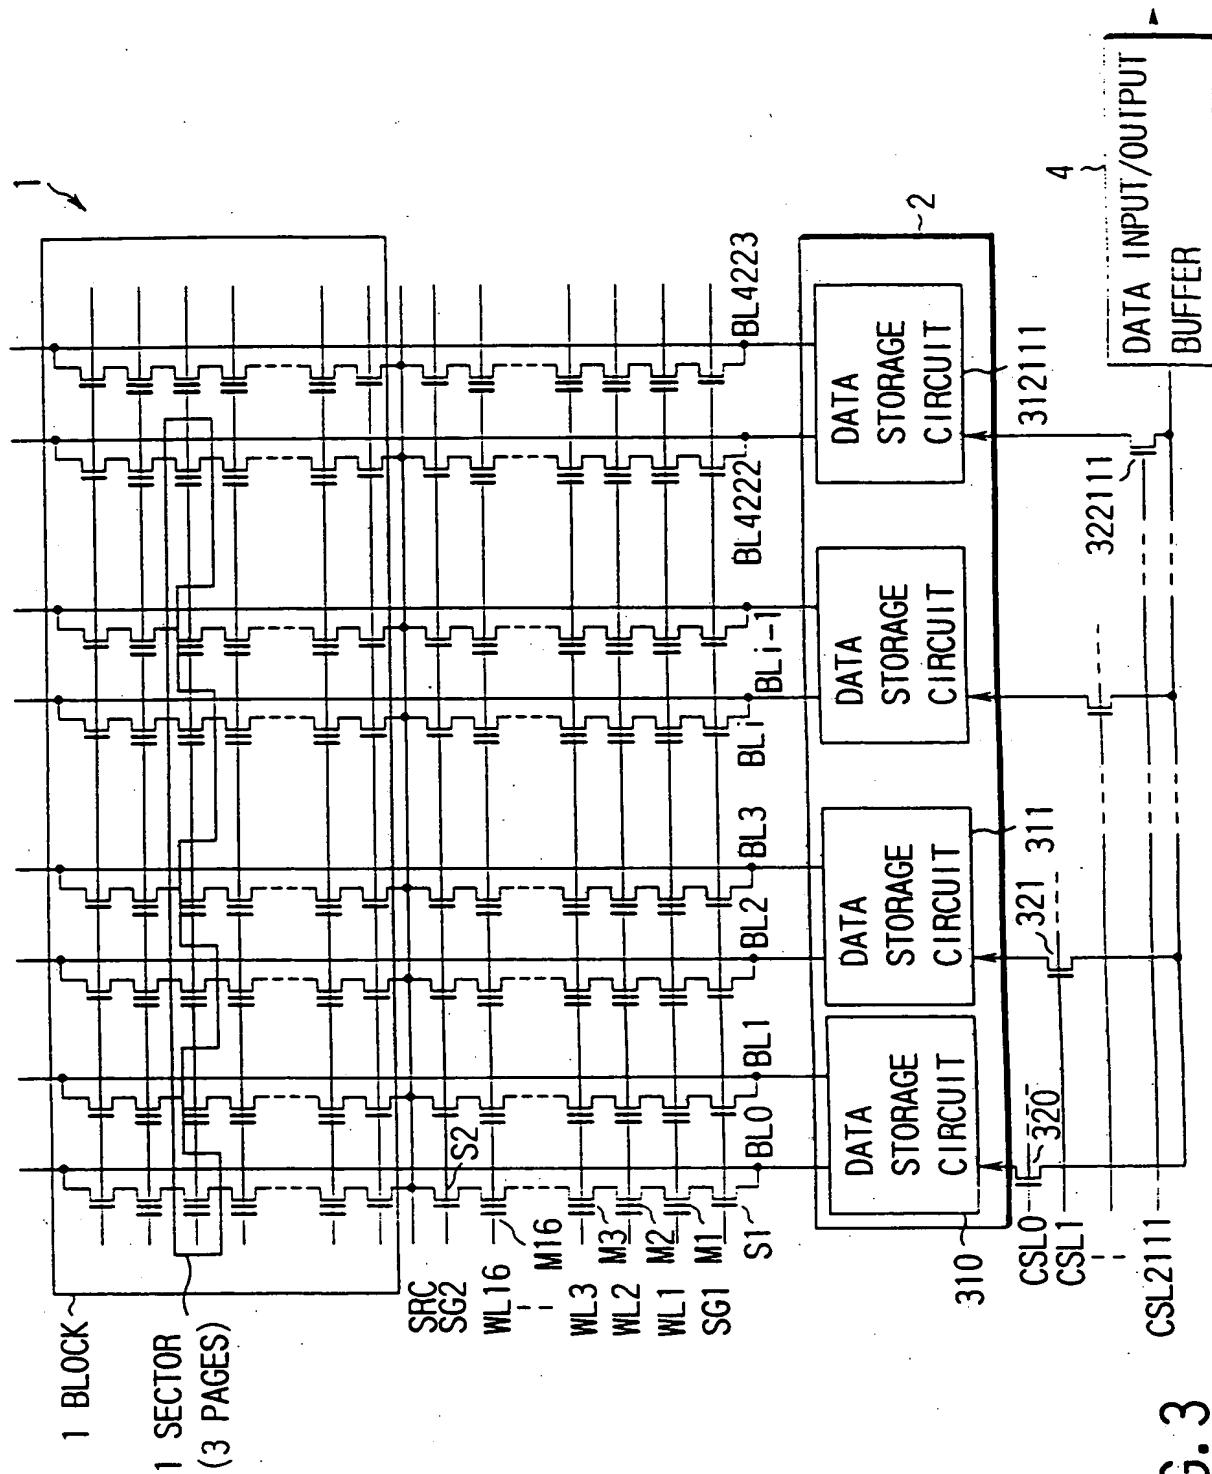 1
1 BLOCK
1 SECTOR
(3 PAGES)
SRC
SG2
WL16
WL3
WL2
WL1
SG1
S2
M16
M3
M2
M1
S1
BL0
BL1
BL2
BL3
BLi
BLi-1
BL4222
BL4223
2
DATA
STORAGE
CIRCUIT
DATA
STORAGE
CIRCUIT
DATA
STORAGE
CIRCUIT
DATA
STORAGE
CIRCUIT
310
311
312111
320
321
322111
CSL0
CSL1
CSL2111
4
DATA INPUT/OUTPUT
BUFFER
G. 3